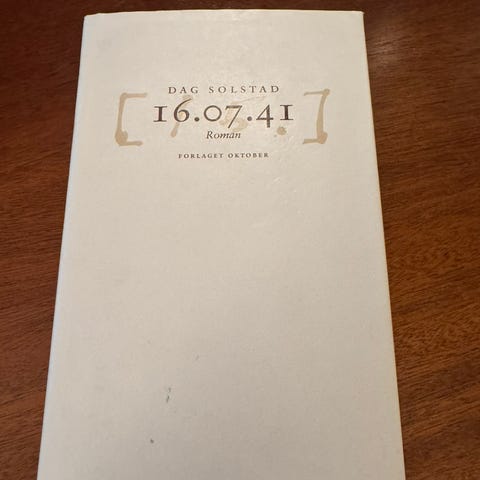 DAG SOLSTAD
16.07.41
Roman
FORLAGET OKTOBER